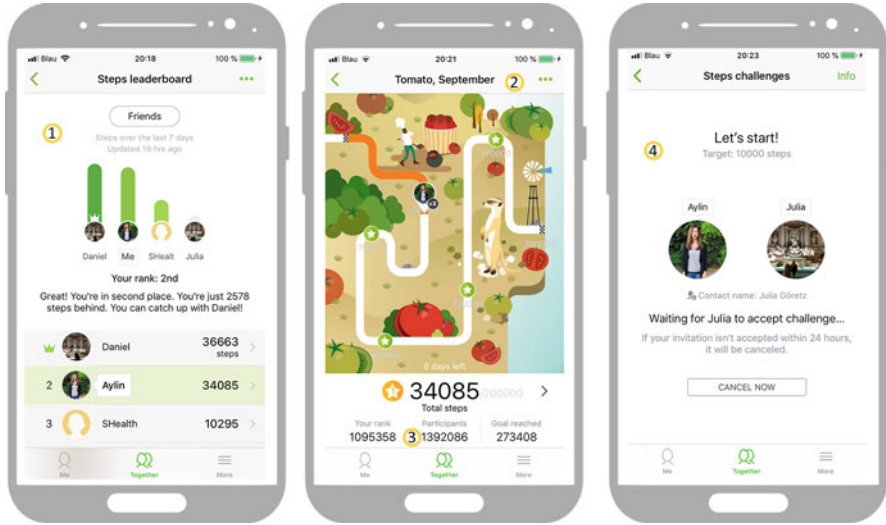 Blau 20:18 100 %
Steps leaderboard
1
Friends
Steps over the last 7 days
Updated 19 hrs ago
Daniel Me SHealt Julia
Your rank: 2nd
Great! You're in second place. You're just 2578
steps behind. You can catch up with Daniel!
Daniel 36663
steps
2 Aylin 34085
3 SHealth 10295
Me Together More
Blau 20:21 100 %
Tomato, September
2
x2
200000
8 days left
34085/200000
Total steps
Your rank Participants Goal reached
1095358 3 1392086 273408
Me Together More
Blau 20:23 100 %
Steps challenges Info
4
Let's start!
Target: 10000 steps
Aylin Julia
Contact name: Julia Göretz
Waiting for Julia to accept challenge...
If your invitation isn't accepted within 24 hours,
it will be canceled.
CANCEL NOW
Me Together More